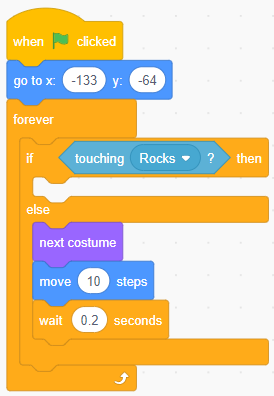 when clicked
go to x: -133 y: -64
forever
if touching Rocks ? then
else
next costume
move 10 steps
wait 0.2 seconds